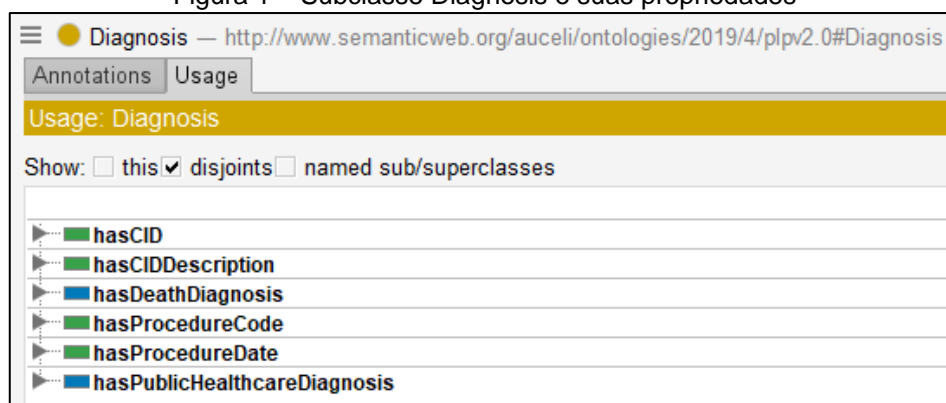 Figura 1 – Subclasse Diagnosis e suas propriedades
Diagnosis — http://www.semanticweb.org/auceli/ontologies/2019/4/plpv2.0#Diagnosis
Annotations Usage
Usage: Diagnosis
Show: this disjoints named sub/superclasses
hasCID
hasCIDDescription
hasDeathDiagnosis
hasProcedureCode
hasProcedureDate
hasPublicHealthcareDiagnosis